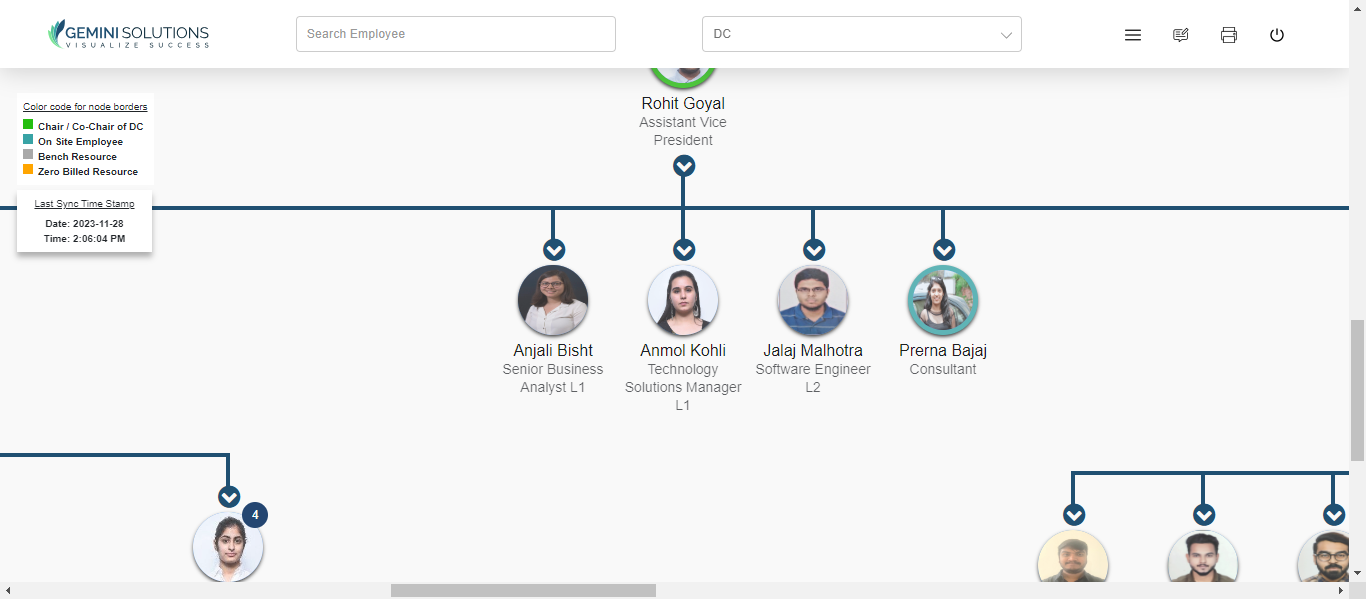 GEMINI SOLUTIONS
VISUALIZE SUCCESS
Search Employee
DC
Color code for node borders
Chair / Co-Chair of DC
On Site Employee
Bench Resource
Zero Billed Resource
Last Sync Time Stamp
Date: 2023-11-28
Time: 2:06:04 PM
Rohit Goyal
Assistant Vice
President
Anjali Bisht
Senior Business
Analyst L1
Anmol Kohli
Technology
Solutions Manager
L1
Jalaj Malhotra
Software Engineer
L2
Prerna Bajaj
Consultant
4